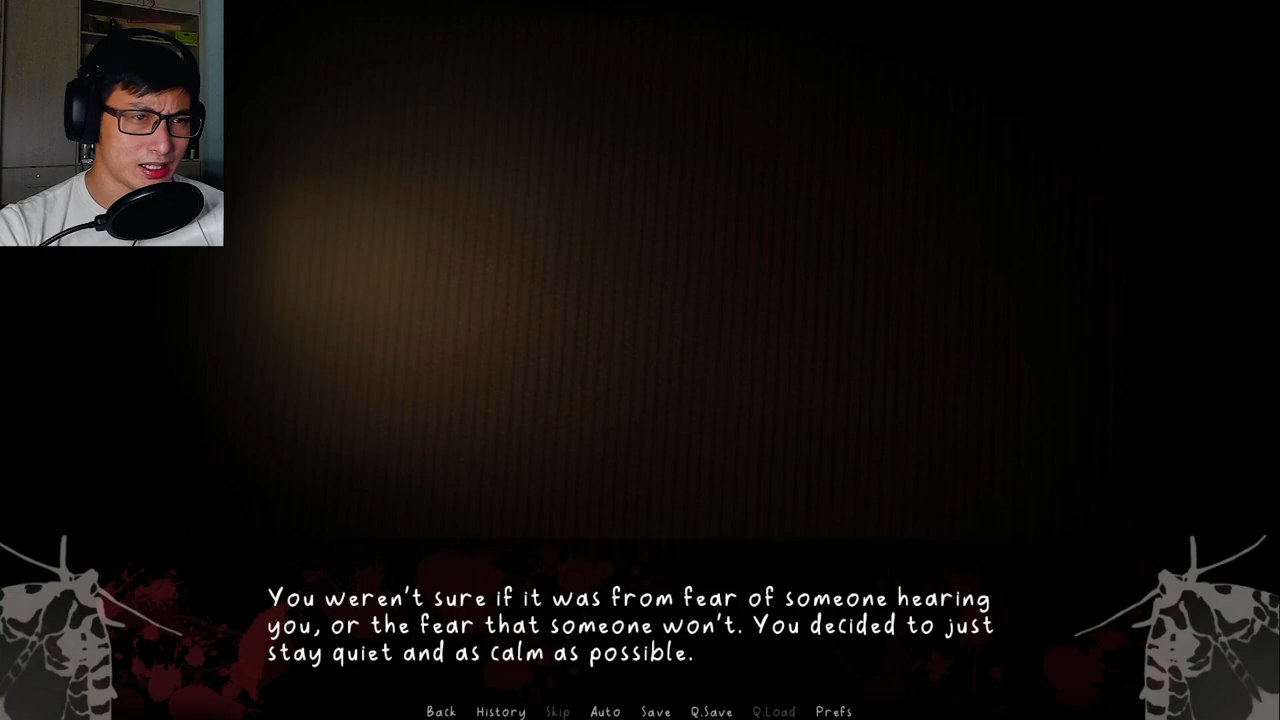 You weren't sure if it was from fear of someone hearing
you, or the fear that someone won't. You decided to just
stay quiet and as calm as possible.
Back History Skip Auto Save Q.Save Q.Load Prefs